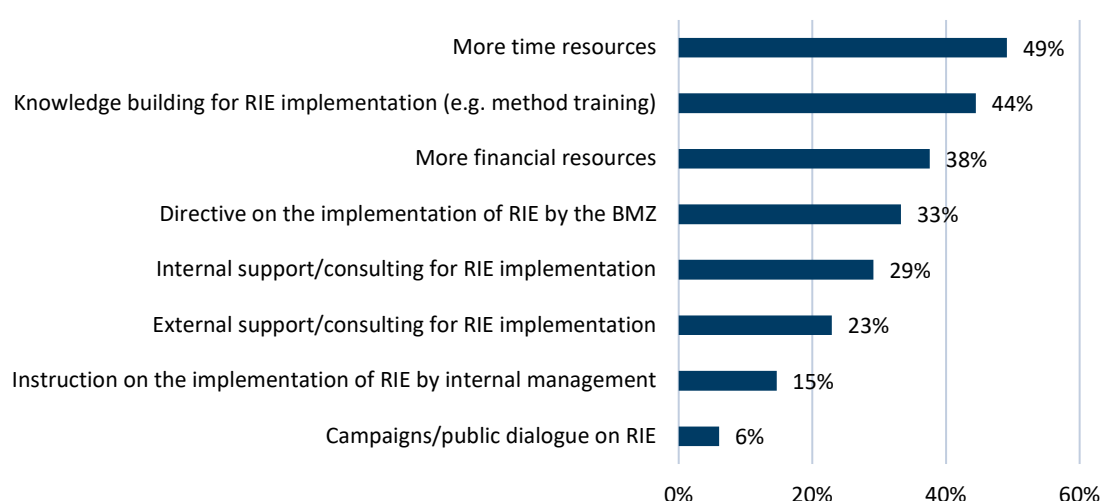 More time resources 49%
Knowledge building for RIE implementation (e.g. method training) 44%
More financial resources 38%
Directive on the implementation of RIE by the BMZ 33%
Internal support/consulting for RIE implementation 29%
External support/consulting for RIE implementation 23%
Instruction on the implementation of RIE by internal management 15%
Campaigns/public dialogue on RIE 6%
0% 20% 40% 60%